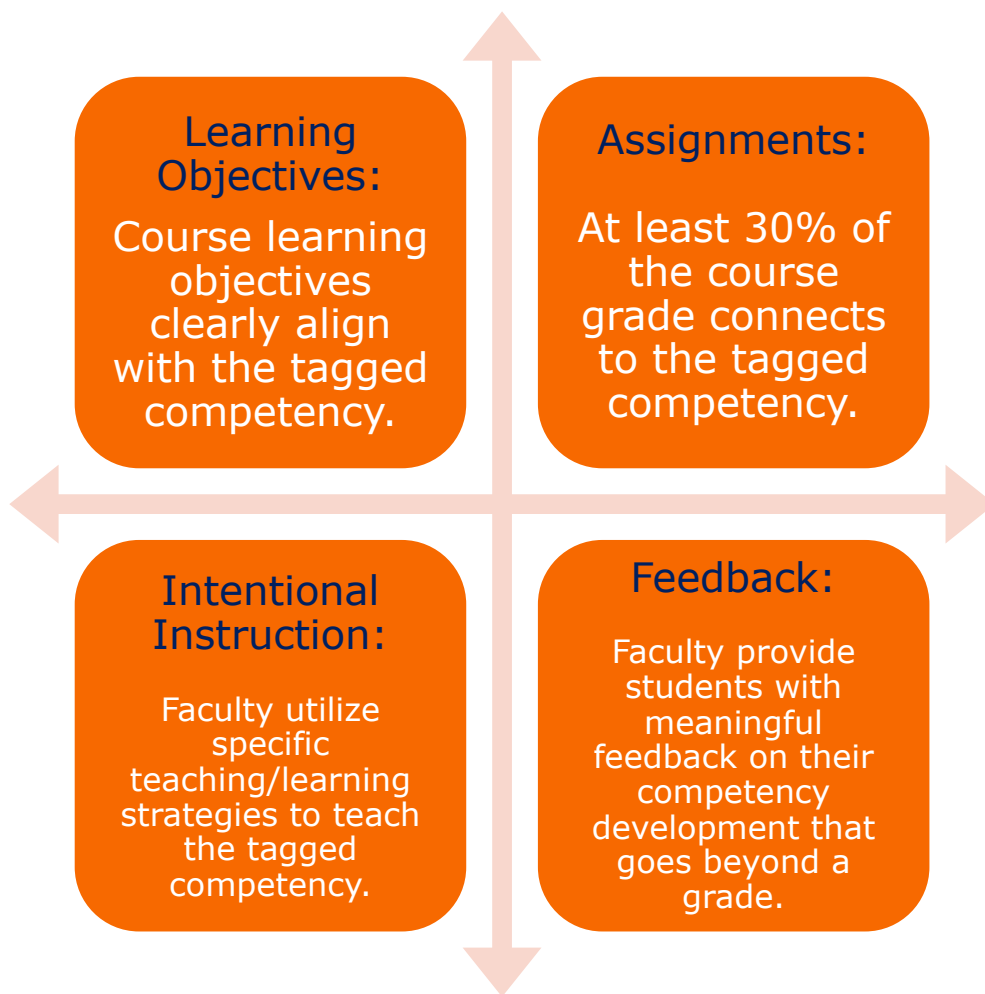 Learning
Objectives:
Course learning
objectives
clearly align
with the tagged
competency.
Assignments:
At least 30% of
the course
grade connects
to the tagged
competency.
Intentional
Instruction:
Faculty utilize
specific
teaching/learning
strategies to teach
the tagged
competency.
Feedback:
Faculty provide
students with
meaningful
feedback on their
competency
development that
goes beyond a
grade.